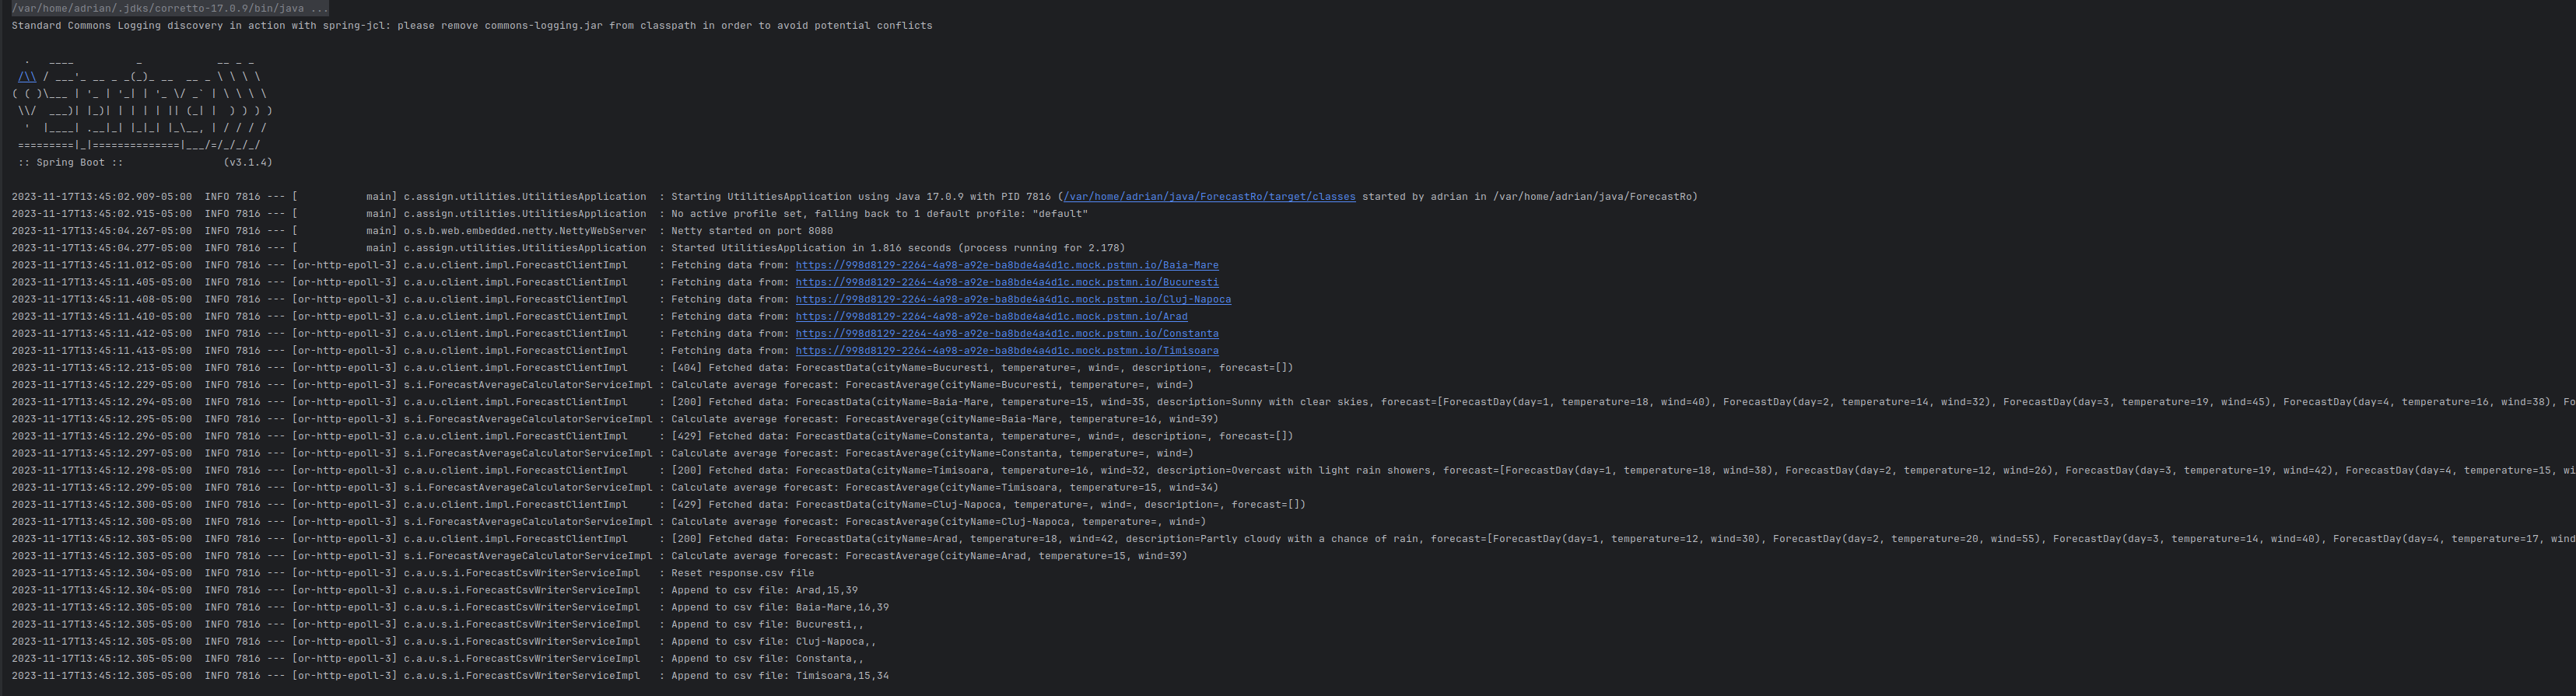 /var/home/adrian/.jdks/corretto-17.0.9/bin/java ...
Standard Commons Logging discovery in action with spring-jcl: please remove commons-logging.jar from classpath in order to avoid potential conflicts
  .   ____          _            __ _ _
 /\\ / ___'_ __ _ _(_)_ __  __ _ \ \ \ \
( ( )\___ | '_ | '_| | '_ \/ _` | \ \ \ \
 \\/  ___)| |_)| | | | | || (_| |  ) ) ) )
  '  |____| .__|_| |_|_| |_\__, | / / / /
 =========|_|==============|___/=/_/_/_/
 :: Spring Boot ::                (v3.1.4)
2023-11-17T13:45:02.909-05:00  INFO 7816 --- [           main] c.assign.utilities.UtilitiesApplication  : Starting UtilitiesApplication using Java 17.0.9 with PID 7816 (/var/home/adrian/java/ForecastRo/target/classes started by adrian in /var/home/adrian/java/ForecastRo)
2023-11-17T13:45:02.915-05:00  INFO 7816 --- [           main] c.assign.utilities.UtilitiesApplication  : No active profile set, falling back to 1 default profile: "default"
2023-11-17T13:45:04.267-05:00  INFO 7816 --- [           main] o.s.b.web.embedded.netty.NettyWebServer  : Netty started on port 8080
2023-11-17T13:45:04.277-05:00  INFO 7816 --- [           main] c.assign.utilities.UtilitiesApplication  : Started UtilitiesApplication in 1.816 seconds (process running for 2.178)
2023-11-17T13:45:11.012-05:00  INFO 7816 --- [or-http-epoll-3] c.a.u.client.impl.ForecastClientImpl     : Fetching data from: https://998d8129-2264-4a98-a92e-ba8bde4a4d1c.mock.pstmn.io/Baia-Mare
2023-11-17T13:45:11.405-05:00  INFO 7816 --- [or-http-epoll-3] c.a.u.client.impl.ForecastClientImpl     : Fetching data from: https://998d8129-2264-4a98-a92e-ba8bde4a4d1c.mock.pstmn.io/Bucuresti
2023-11-17T13:45:11.408-05:00  INFO 7816 --- [or-http-epoll-3] c.a.u.client.impl.ForecastClientImpl     : Fetching data from: https://998d8129-2264-4a98-a92e-ba8bde4a4d1c.mock.pstmn.io/Cluj-Napoca
2023-11-17T13:45:11.410-05:00  INFO 7816 --- [or-http-epoll-3] c.a.u.client.impl.ForecastClientImpl     : Fetching data from: https://998d8129-2264-4a98-a92e-ba8bde4a4d1c.mock.pstmn.io/Arad
2023-11-17T13:45:11.412-05:00  INFO 7816 --- [or-http-epoll-3] c.a.u.client.impl.ForecastClientImpl     : Fetching data from: https://998d8129-2264-4a98-a92e-ba8bde4a4d1c.mock.pstmn.io/Constanta
2023-11-17T13:45:11.413-05:00  INFO 7816 --- [or-http-epoll-3] c.a.u.client.impl.ForecastClientImpl     : Fetching data from: https://998d8129-2264-4a98-a92e-ba8bde4a4d1c.mock.pstmn.io/Timisoara
2023-11-17T13:45:12.213-05:00  INFO 7816 --- [or-http-epoll-3] c.a.u.client.impl.ForecastClientImpl     : [404] Fetched data: ForecastData(cityName=Bucuresti, temperature=, wind=, description=, forecast=[])
2023-11-17T13:45:12.229-05:00  INFO 7816 --- [or-http-epoll-3] s.i.ForecastAverageCalculatorServiceImpl : Calculate average forecast: ForecastAverage(cityName=Bucuresti, temperature=, wind=)
2023-11-17T13:45:12.294-05:00  INFO 7816 --- [or-http-epoll-3] c.a.u.client.impl.ForecastClientImpl     : [200] Fetched data: ForecastData(cityName=Baia-Mare, temperature=15, wind=35, description=Sunny with clear skies, forecast=[ForecastDay(day=1, temperature=18, wind=40), ForecastDay(day=2, temperature=14, wind=32), ForecastDay(day=3, temperature=19, wind=45), ForecastDay(day=4, temperature=16, wind=38), Fo
2023-11-17T13:45:12.295-05:00  INFO 7816 --- [or-http-epoll-3] s.i.ForecastAverageCalculatorServiceImpl : Calculate average forecast: ForecastAverage(cityName=Baia-Mare, temperature=16, wind=39)
2023-11-17T13:45:12.296-05:00  INFO 7816 --- [or-http-epoll-3] c.a.u.client.impl.ForecastClientImpl     : [429] Fetched data: ForecastData(cityName=Constanta, temperature=, wind=, description=, forecast=[])
2023-11-17T13:45:12.297-05:00  INFO 7816 --- [or-http-epoll-3] s.i.ForecastAverageCalculatorServiceImpl : Calculate average forecast: ForecastAverage(cityName=Constanta, temperature=, wind=)
2023-11-17T13:45:12.298-05:00  INFO 7816 --- [or-http-epoll-3] c.a.u.client.impl.ForecastClientImpl     : [200] Fetched data: ForecastData(cityName=Timisoara, temperature=16, wind=32, description=Overcast with light rain showers, forecast=[ForecastDay(day=1, temperature=18, wind=38), ForecastDay(day=2, temperature=12, wind=26), ForecastDay(day=3, temperature=19, wind=42), ForecastDay(day=4, temperature=15, wi
2023-11-17T13:45:12.299-05:00  INFO 7816 --- [or-http-epoll-3] s.i.ForecastAverageCalculatorServiceImpl : Calculate average forecast: ForecastAverage(cityName=Timisoara, temperature=15, wind=34)
2023-11-17T13:45:12.300-05:00  INFO 7816 --- [or-http-epoll-3] c.a.u.client.impl.ForecastClientImpl     : [429] Fetched data: ForecastData(cityName=Cluj-Napoca, temperature=, wind=, description=, forecast=[])
2023-11-17T13:45:12.300-05:00  INFO 7816 --- [or-http-epoll-3] s.i.ForecastAverageCalculatorServiceImpl : Calculate average forecast: ForecastAverage(cityName=Cluj-Napoca, temperature=, wind=)
2023-11-17T13:45:12.303-05:00  INFO 7816 --- [or-http-epoll-3] c.a.u.client.impl.ForecastClientImpl     : [200] Fetched data: ForecastData(cityName=Arad, temperature=18, wind=42, description=Partly cloudy with a chance of rain, forecast=[ForecastDay(day=1, temperature=12, wind=30), ForecastDay(day=2, temperature=20, wind=55), ForecastDay(day=3, temperature=14, wind=40), ForecastDay(day=4, temperature=17, wind
2023-11-17T13:45:12.303-05:00  INFO 7816 --- [or-http-epoll-3] s.i.ForecastAverageCalculatorServiceImpl : Calculate average forecast: ForecastAverage(cityName=Arad, temperature=15, wind=39)
2023-11-17T13:45:12.304-05:00  INFO 7816 --- [or-http-epoll-3] c.a.u.s.i.ForecastCsvWriterServiceImpl   : Reset response.csv file
2023-11-17T13:45:12.304-05:00  INFO 7816 --- [or-http-epoll-3] c.a.u.s.i.ForecastCsvWriterServiceImpl   : Append to csv file: Arad,15,39
2023-11-17T13:45:12.305-05:00  INFO 7816 --- [or-http-epoll-3] c.a.u.s.i.ForecastCsvWriterServiceImpl   : Append to csv file: Baia-Mare,16,39
2023-11-17T13:45:12.305-05:00  INFO 7816 --- [or-http-epoll-3] c.a.u.s.i.ForecastCsvWriterServiceImpl   : Append to csv file: Bucuresti,,
2023-11-17T13:45:12.305-05:00  INFO 7816 --- [or-http-epoll-3] c.a.u.s.i.ForecastCsvWriterServiceImpl   : Append to csv file: Cluj-Napoca,,
2023-11-17T13:45:12.305-05:00  INFO 7816 --- [or-http-epoll-3] c.a.u.s.i.ForecastCsvWriterServiceImpl   : Append to csv file: Constanta,,
2023-11-17T13:45:12.305-05:00  INFO 7816 --- [or-http-epoll-3] c.a.u.s.i.ForecastCsvWriterServiceImpl   : Append to csv file: Timisoara,15,34